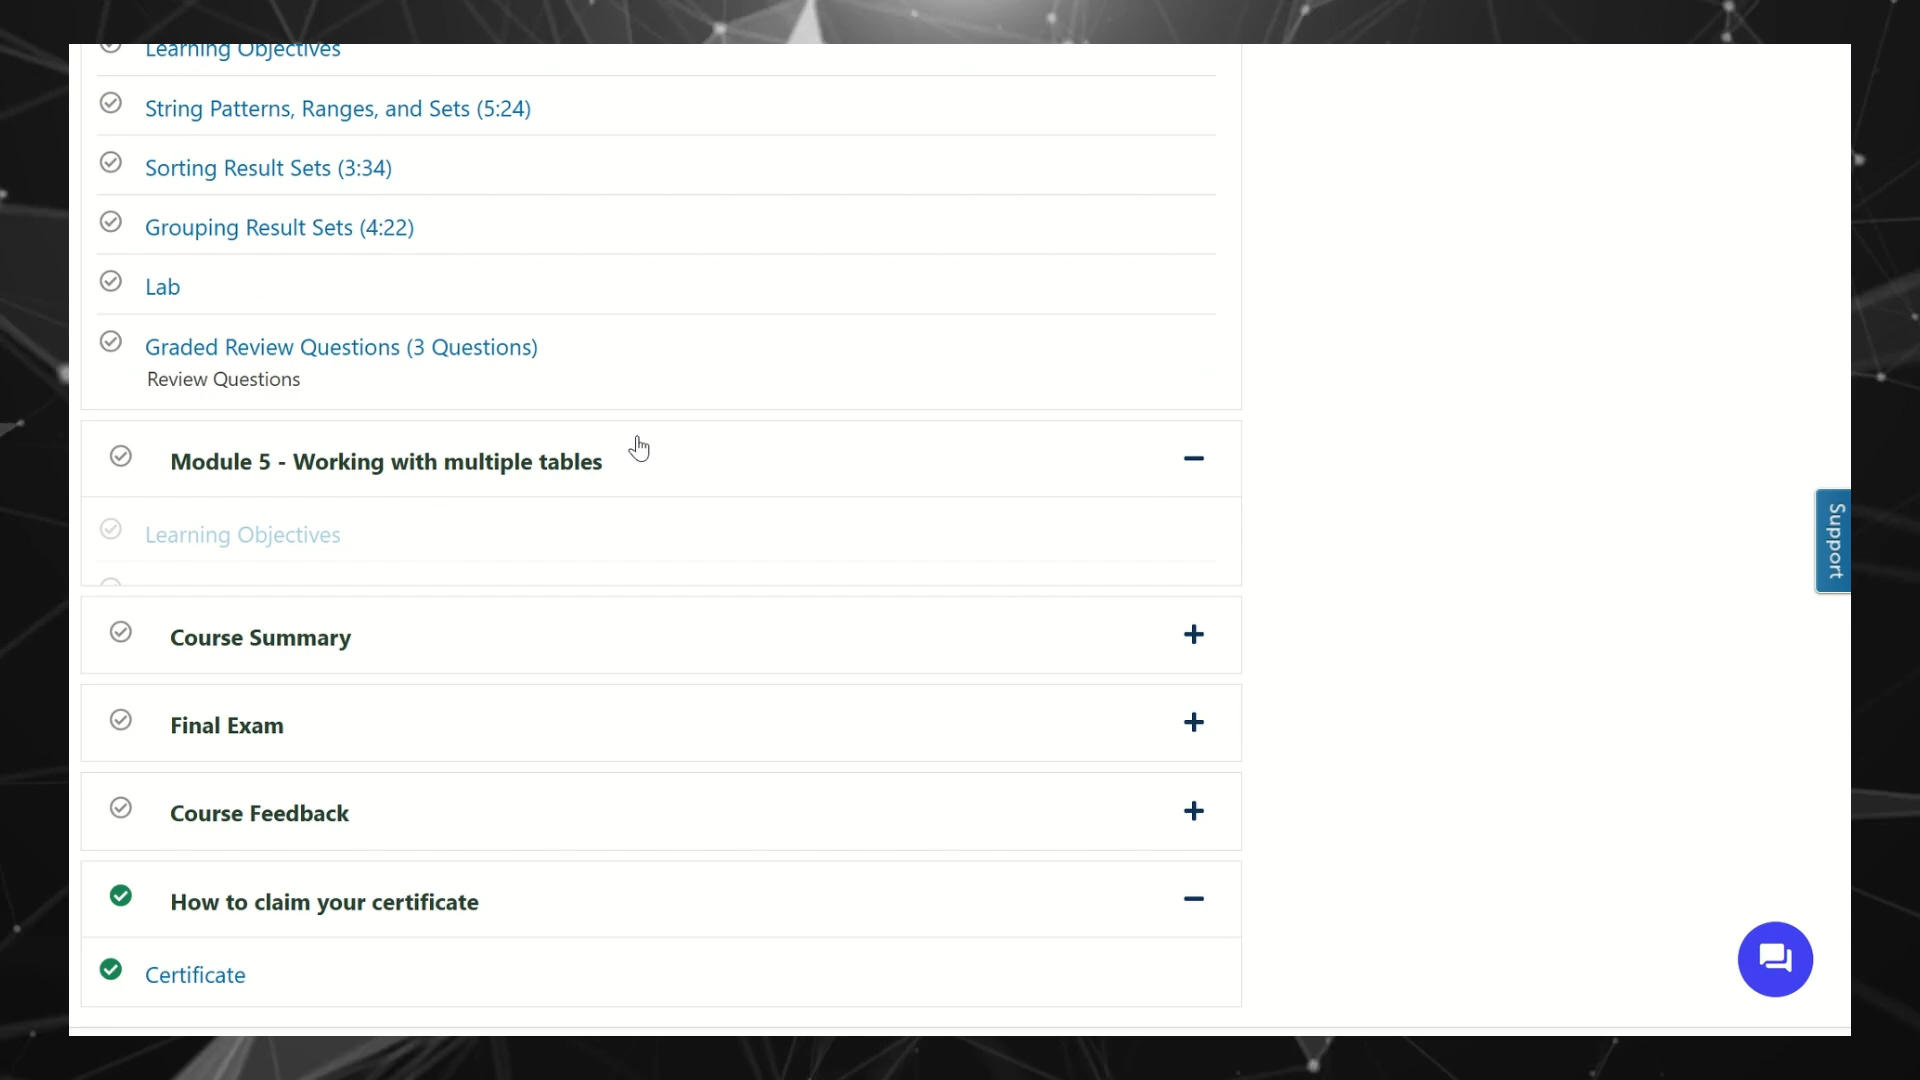 Learning Objectives
String Patterns, Ranges, and Sets (5:24)
Sorting Result Sets (3:34)
Grouping Result Sets (4:22)
Lab
Graded Review Questions (3 Questions)
Review Questions
Module 5 - Working with multiple tables
Learning Objectives
Support
Course Summary
Final Exam
Course Feedback
How to claim your certificate
Certificate